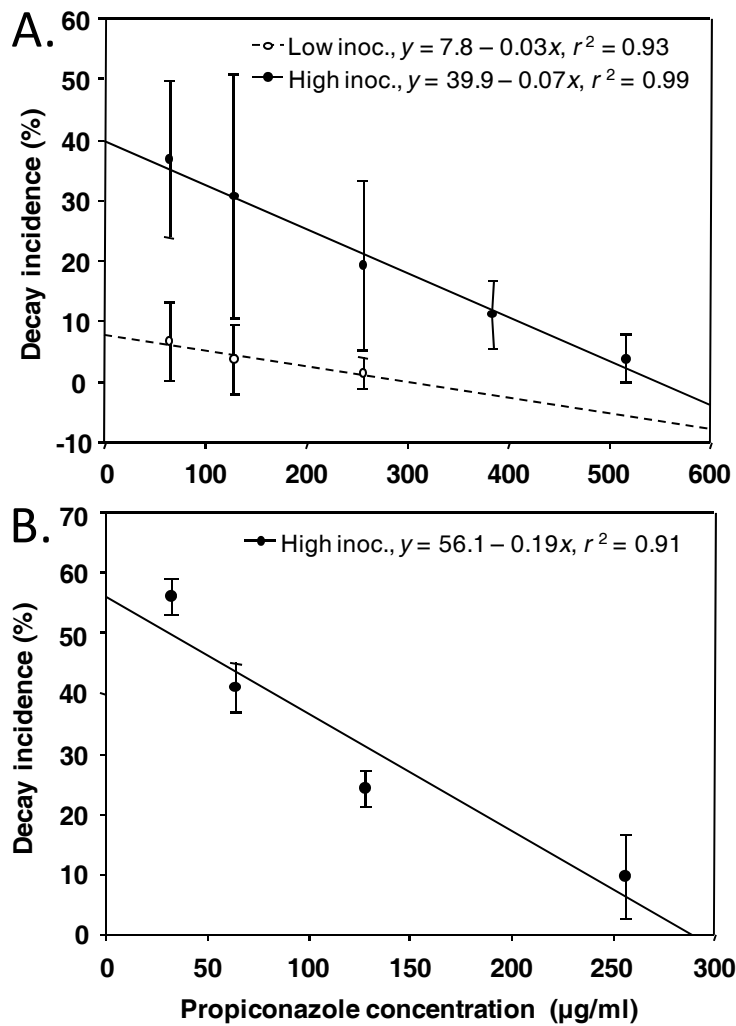 A.
60
Low inoc., y = 7.8 – 0.03x, r² = 0.93
High inoc., y = 39.9 – 0.07x, r² = 0.99
50
40
30
20
10
0
-10
Decay incidence (%)
0 100 200 300 400 500 600
B.
70
High inoc., y = 56.1 – 0.19x, r² = 0.91
60
50
40
30
20
10
0
Decay incidence (%)
0 50 100 150 200 250 300
Propiconazole concentration (µg/ml)